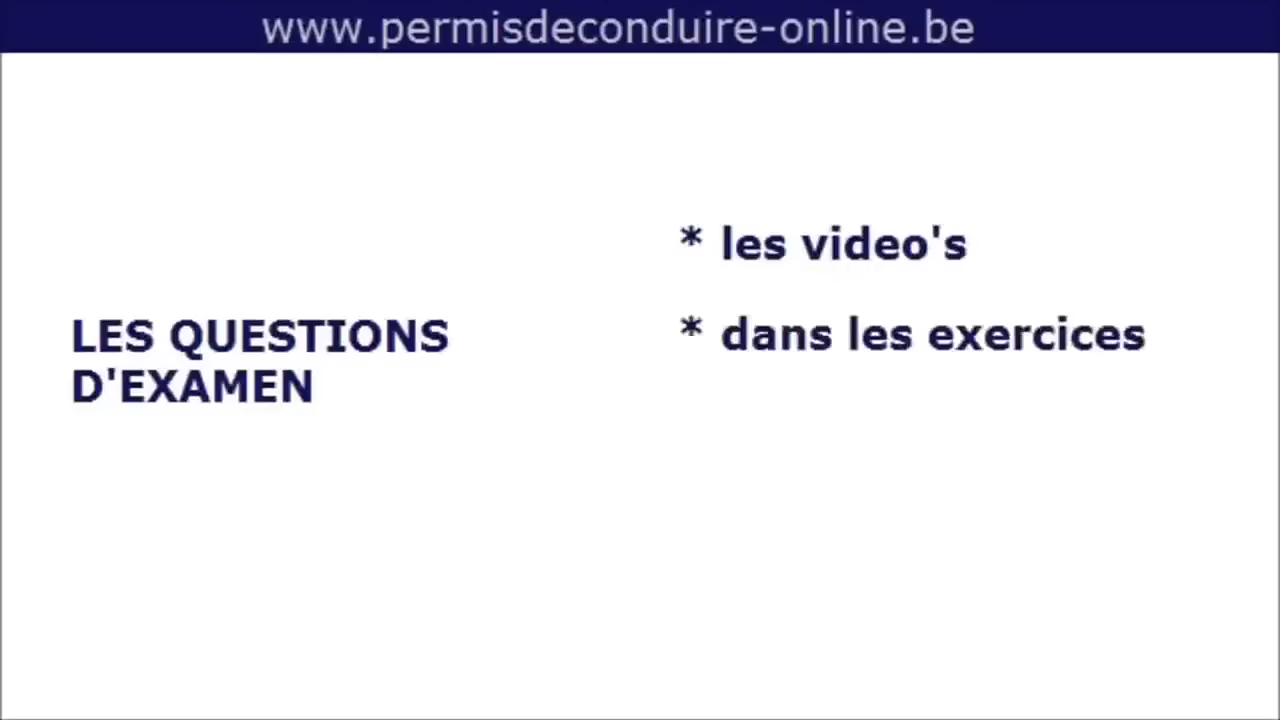 www.permisdeconduire-online.be
LES QUESTIONS
D'EXAMEN
* les video's
* dans les exercices